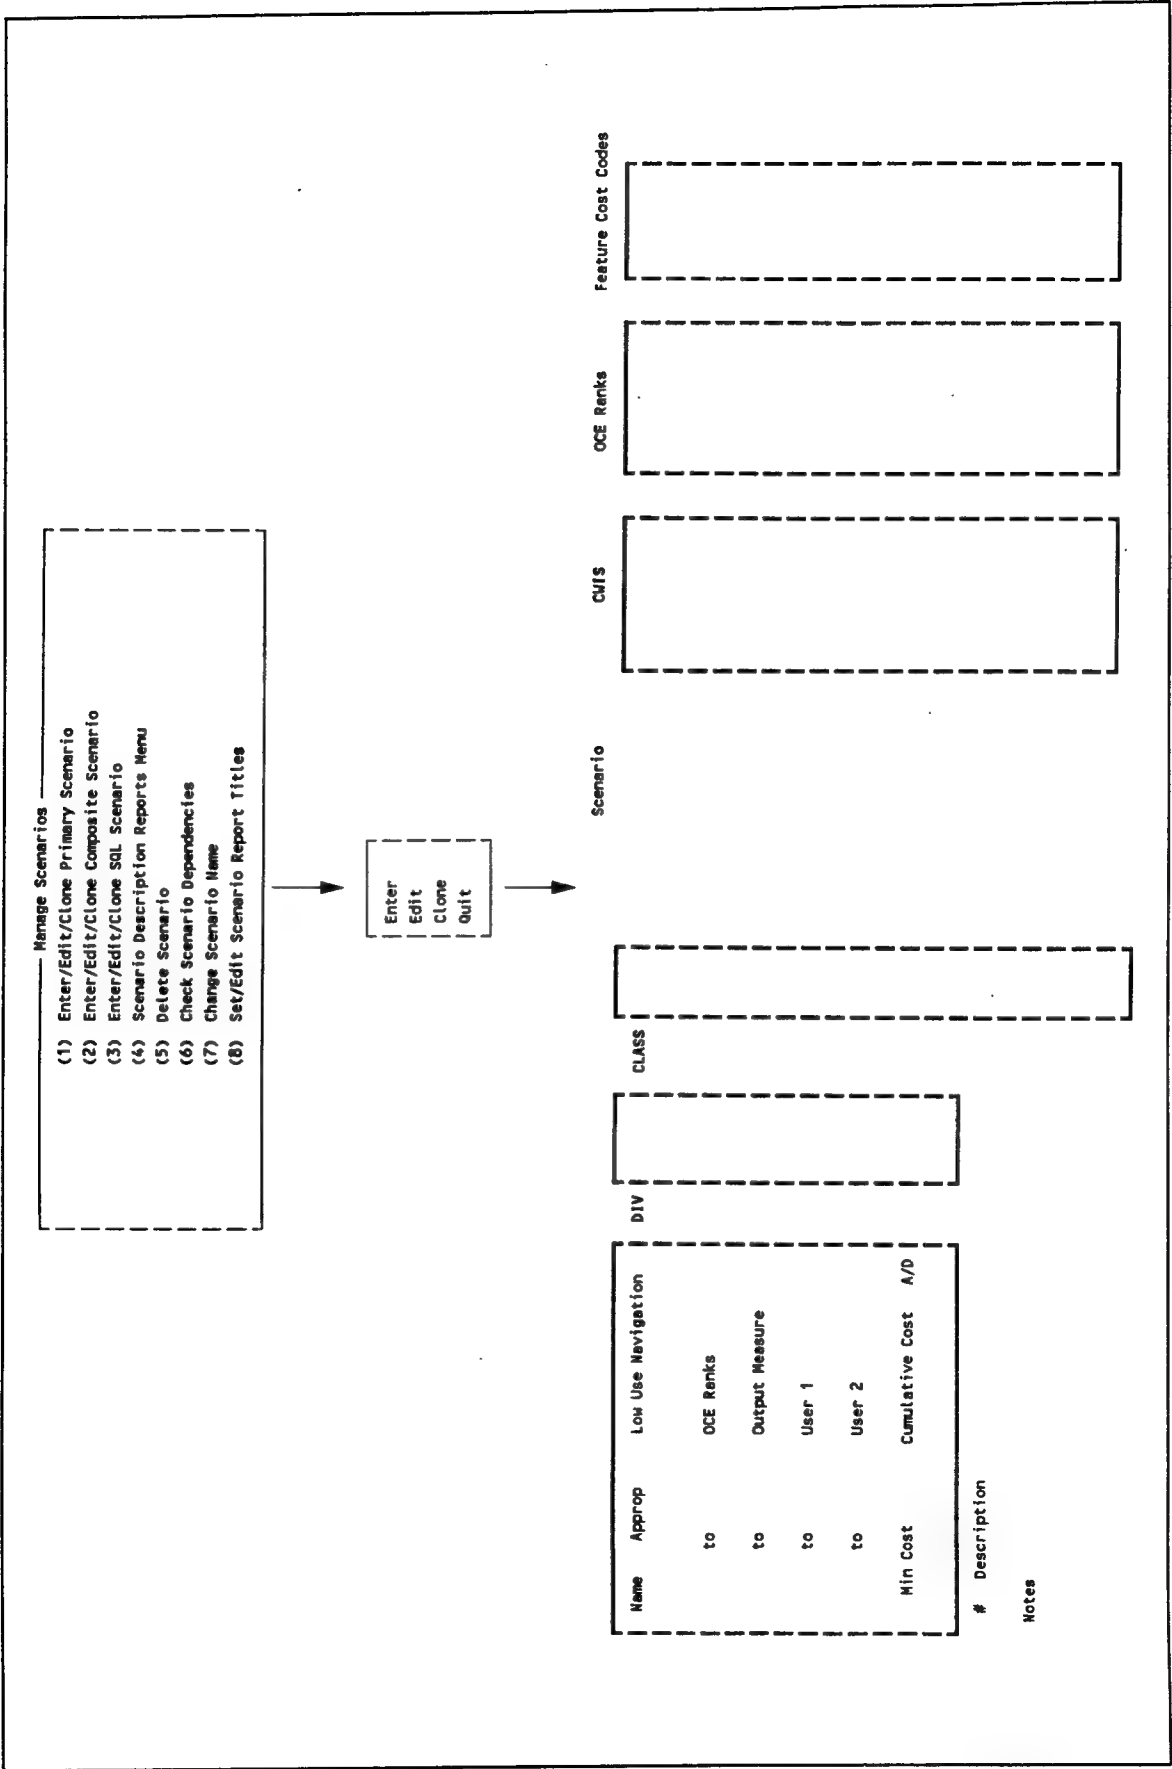 Manage Scenarios
(1) Enter/Edit/Clone Primary Scenario
(2) Enter/Edit/Clone Composite Scenario
(3) Enter/Edit/Clone SQL Scenario
(4) Scenario Description Reports Menu
(5) Delete Scenario
(6) Check Scenario Dependencies
(7) Change Scenario Name
(8) Set/Edit Scenario Report Titles
Enter
Edit
Clone
Quit
Scenario
CWIS OCE Ranks Feature Cost Codes
Name Approp Low Use Navigation DIV CLASS
to OCE Ranks
to Output Measure
to User 1
to User 2
Min Cost Cumulative Cost A/D
# Description
Notes